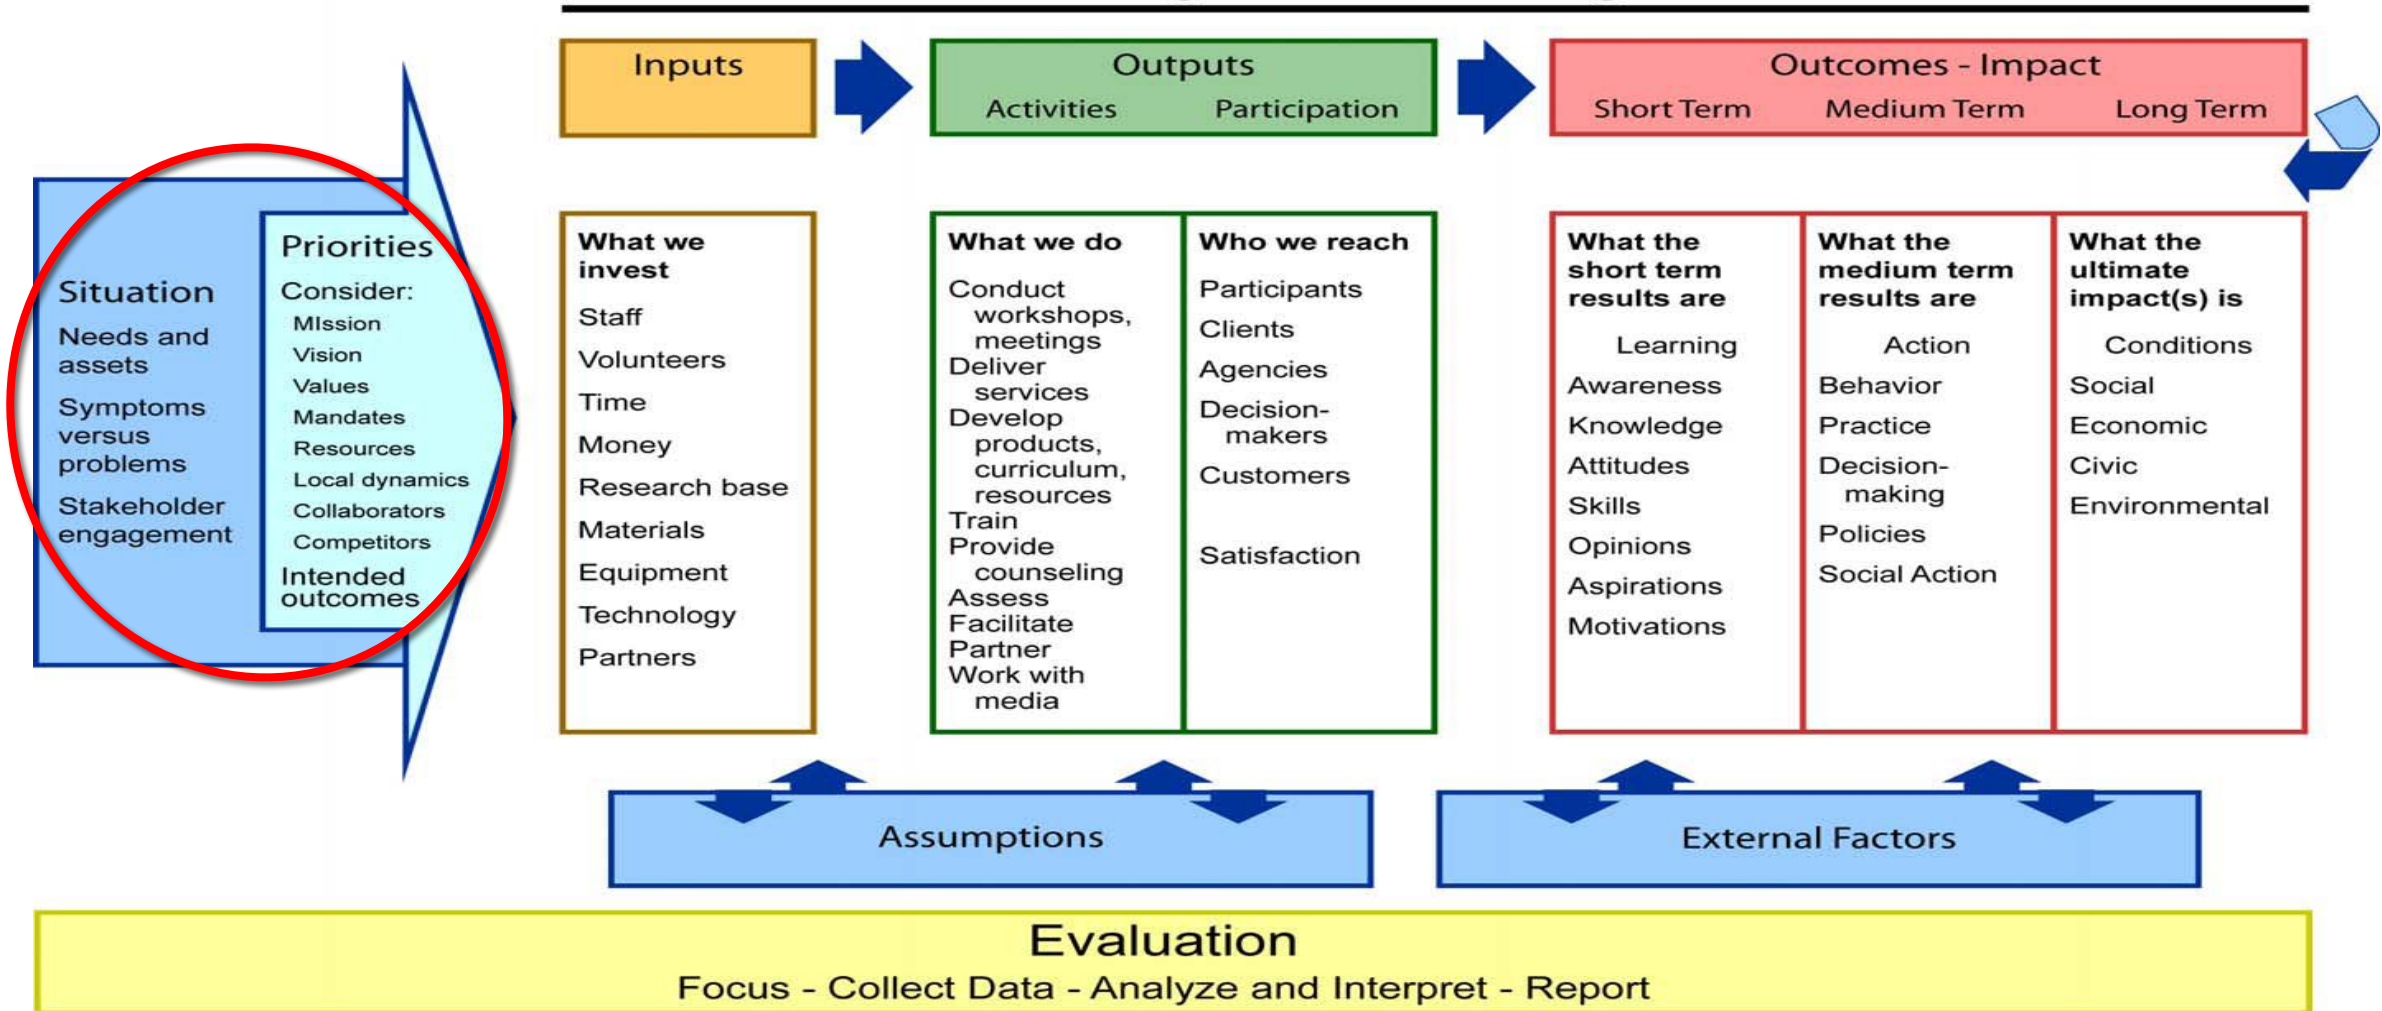 Inputs
Outputs
Activities
Participation
Outcomes - Impact
Short Term
Medium Term
Long Term
Situation
Needs and
assets
Symptoms
versus
problems
Stakeholder
engagement
Priorities
Consider:
MIssion
Vision
Values
Mandates
Resources
Local dynamics
Collaborators
Competitors
Intended
outcomes
What we
invest
Staff
Volunteers
Time
Money
Research base
Materials
Equipment
Technology
Partners
What we do
Conduct
workshops,
meetings
Deliver
services
Develop
products,
curriculum,
resources
Train
Provide
counseling
Assess
Facilitate
Partner
Work with
media
Who we reach
Participants
Clients
Agencies
Decision-
makers
Customers
Satisfaction
What the
short term
results are
Learning
Awareness
Knowledge
Attitudes
Skills
Opinions
Aspirations
Motivations
What the
medium term
results are
Action
Behavior
Practice
Decision-
making
Policies
Social Action
What the
ultimate
impact(s) is
Conditions
Social
Economic
Civic
Environmental
Assumptions
External Factors
Evaluation
Focus - Collect Data - Analyze and Interpret - Report